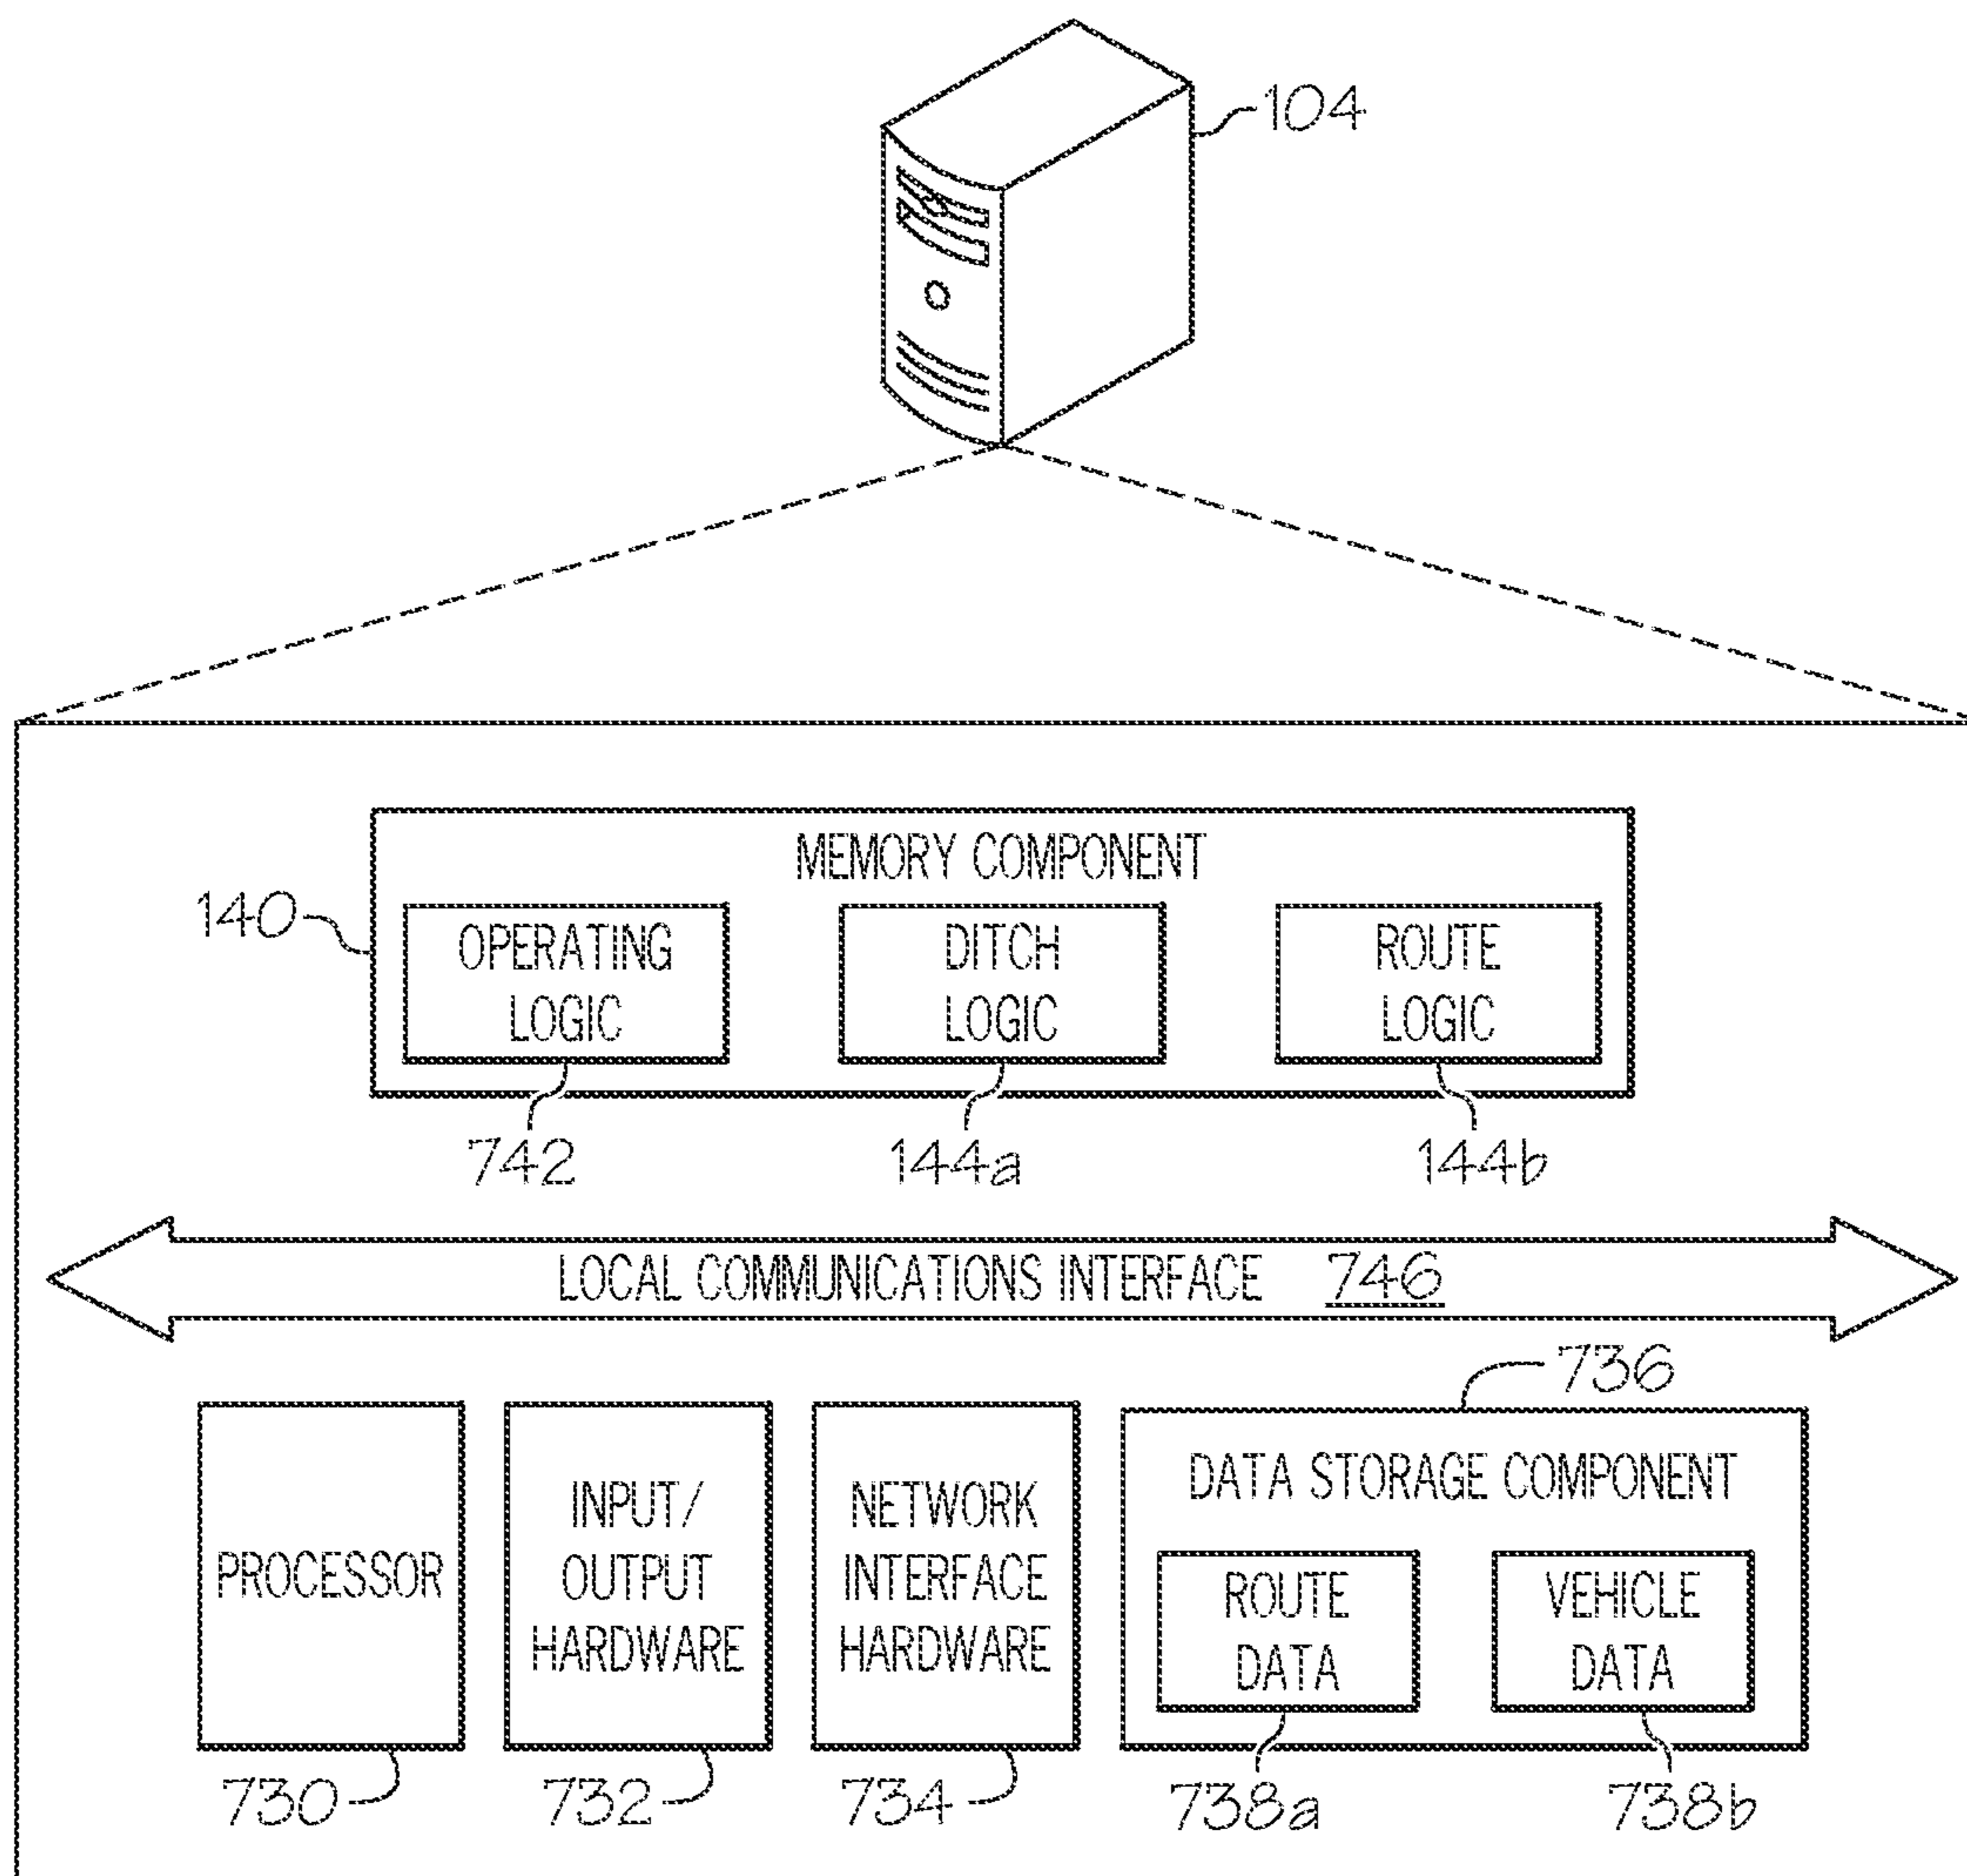 104
MEMORY COMPONENT
140
OPERATING
LOGIC
DITCH
LOGIC
ROUTE
LOGIC
742
144a
144b
LOCAL COMMUNICATIONS INTERFACE 746
736
PROCESSOR
INPUT/
OUTPUT
HARDWARE
NETWORK
INTERFACE
HARDWARE
DATA STORAGE COMPONENT
ROUTE
DATA
VEHICLE
DATA
730
732
734
738a
738b